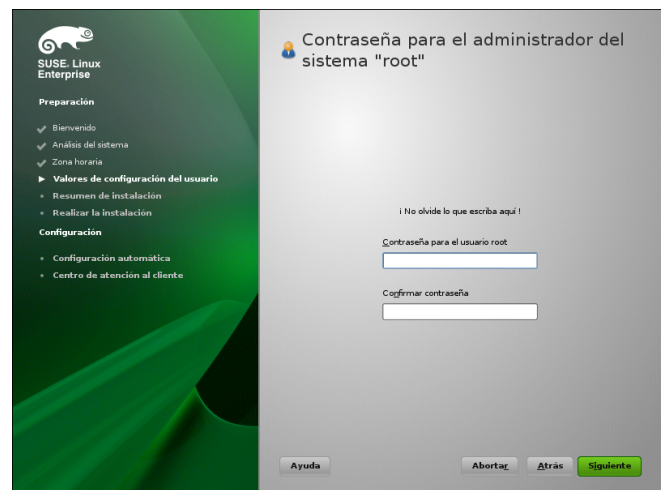 SUSE. Linux
Enterprise
Preparación
Bienvenido
Análisis del sistema
Zona horaria
Valores de configuración del usuario
Resumen de instalación
Realizar la instalación
Configuración
Configuración automática
Centro de atención al cliente
Contraseña para el administrador del
sistema "root"
¡ No olvide lo que escriba aquí !
Contraseña para el usuario root
Confirmar contraseña
Ayuda
Abortar
Atrás
Siguiente